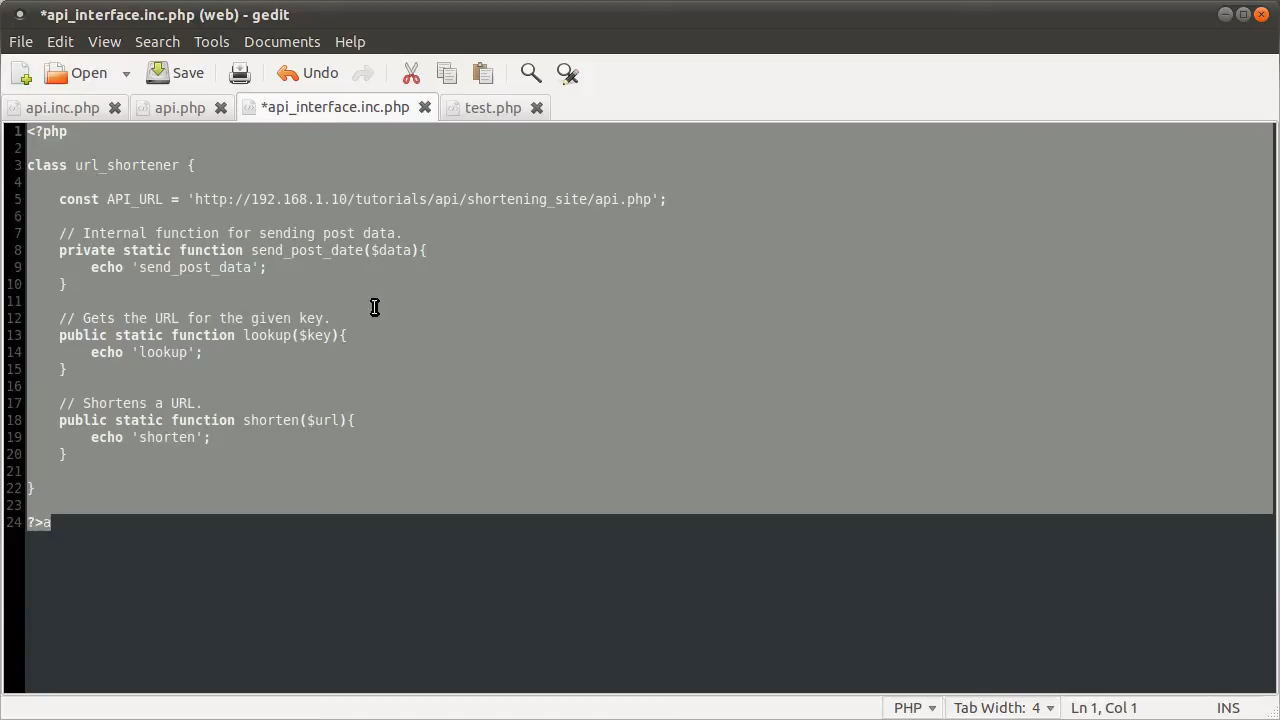 *api_interface.inc.php (web) - gedit
File Edit View Search Tools Documents Help
Open Save Undo
api.inc.php api.php *api_interface.inc.php test.php
1 <?php
2
3 class url_shortener {
4
5 const API_URL = 'http://192.168.1.10/tutorials/api/shortening_site/api.php';
6
7 // Internal function for sending post data.
8 private static function send_post_date($data){
9 echo 'send_post_data';
10 }
11
12 // Gets the URL for the given key.
13 public static function lookup($key){
14 echo 'lookup';
15 }
16
17 // Shortens a URL.
18 public static function shorten($url){
19 echo 'shorten';
20 }
21
22 }
23
24 ?>a
PHP Tab Width: 4 Ln 1, Col 1 INS